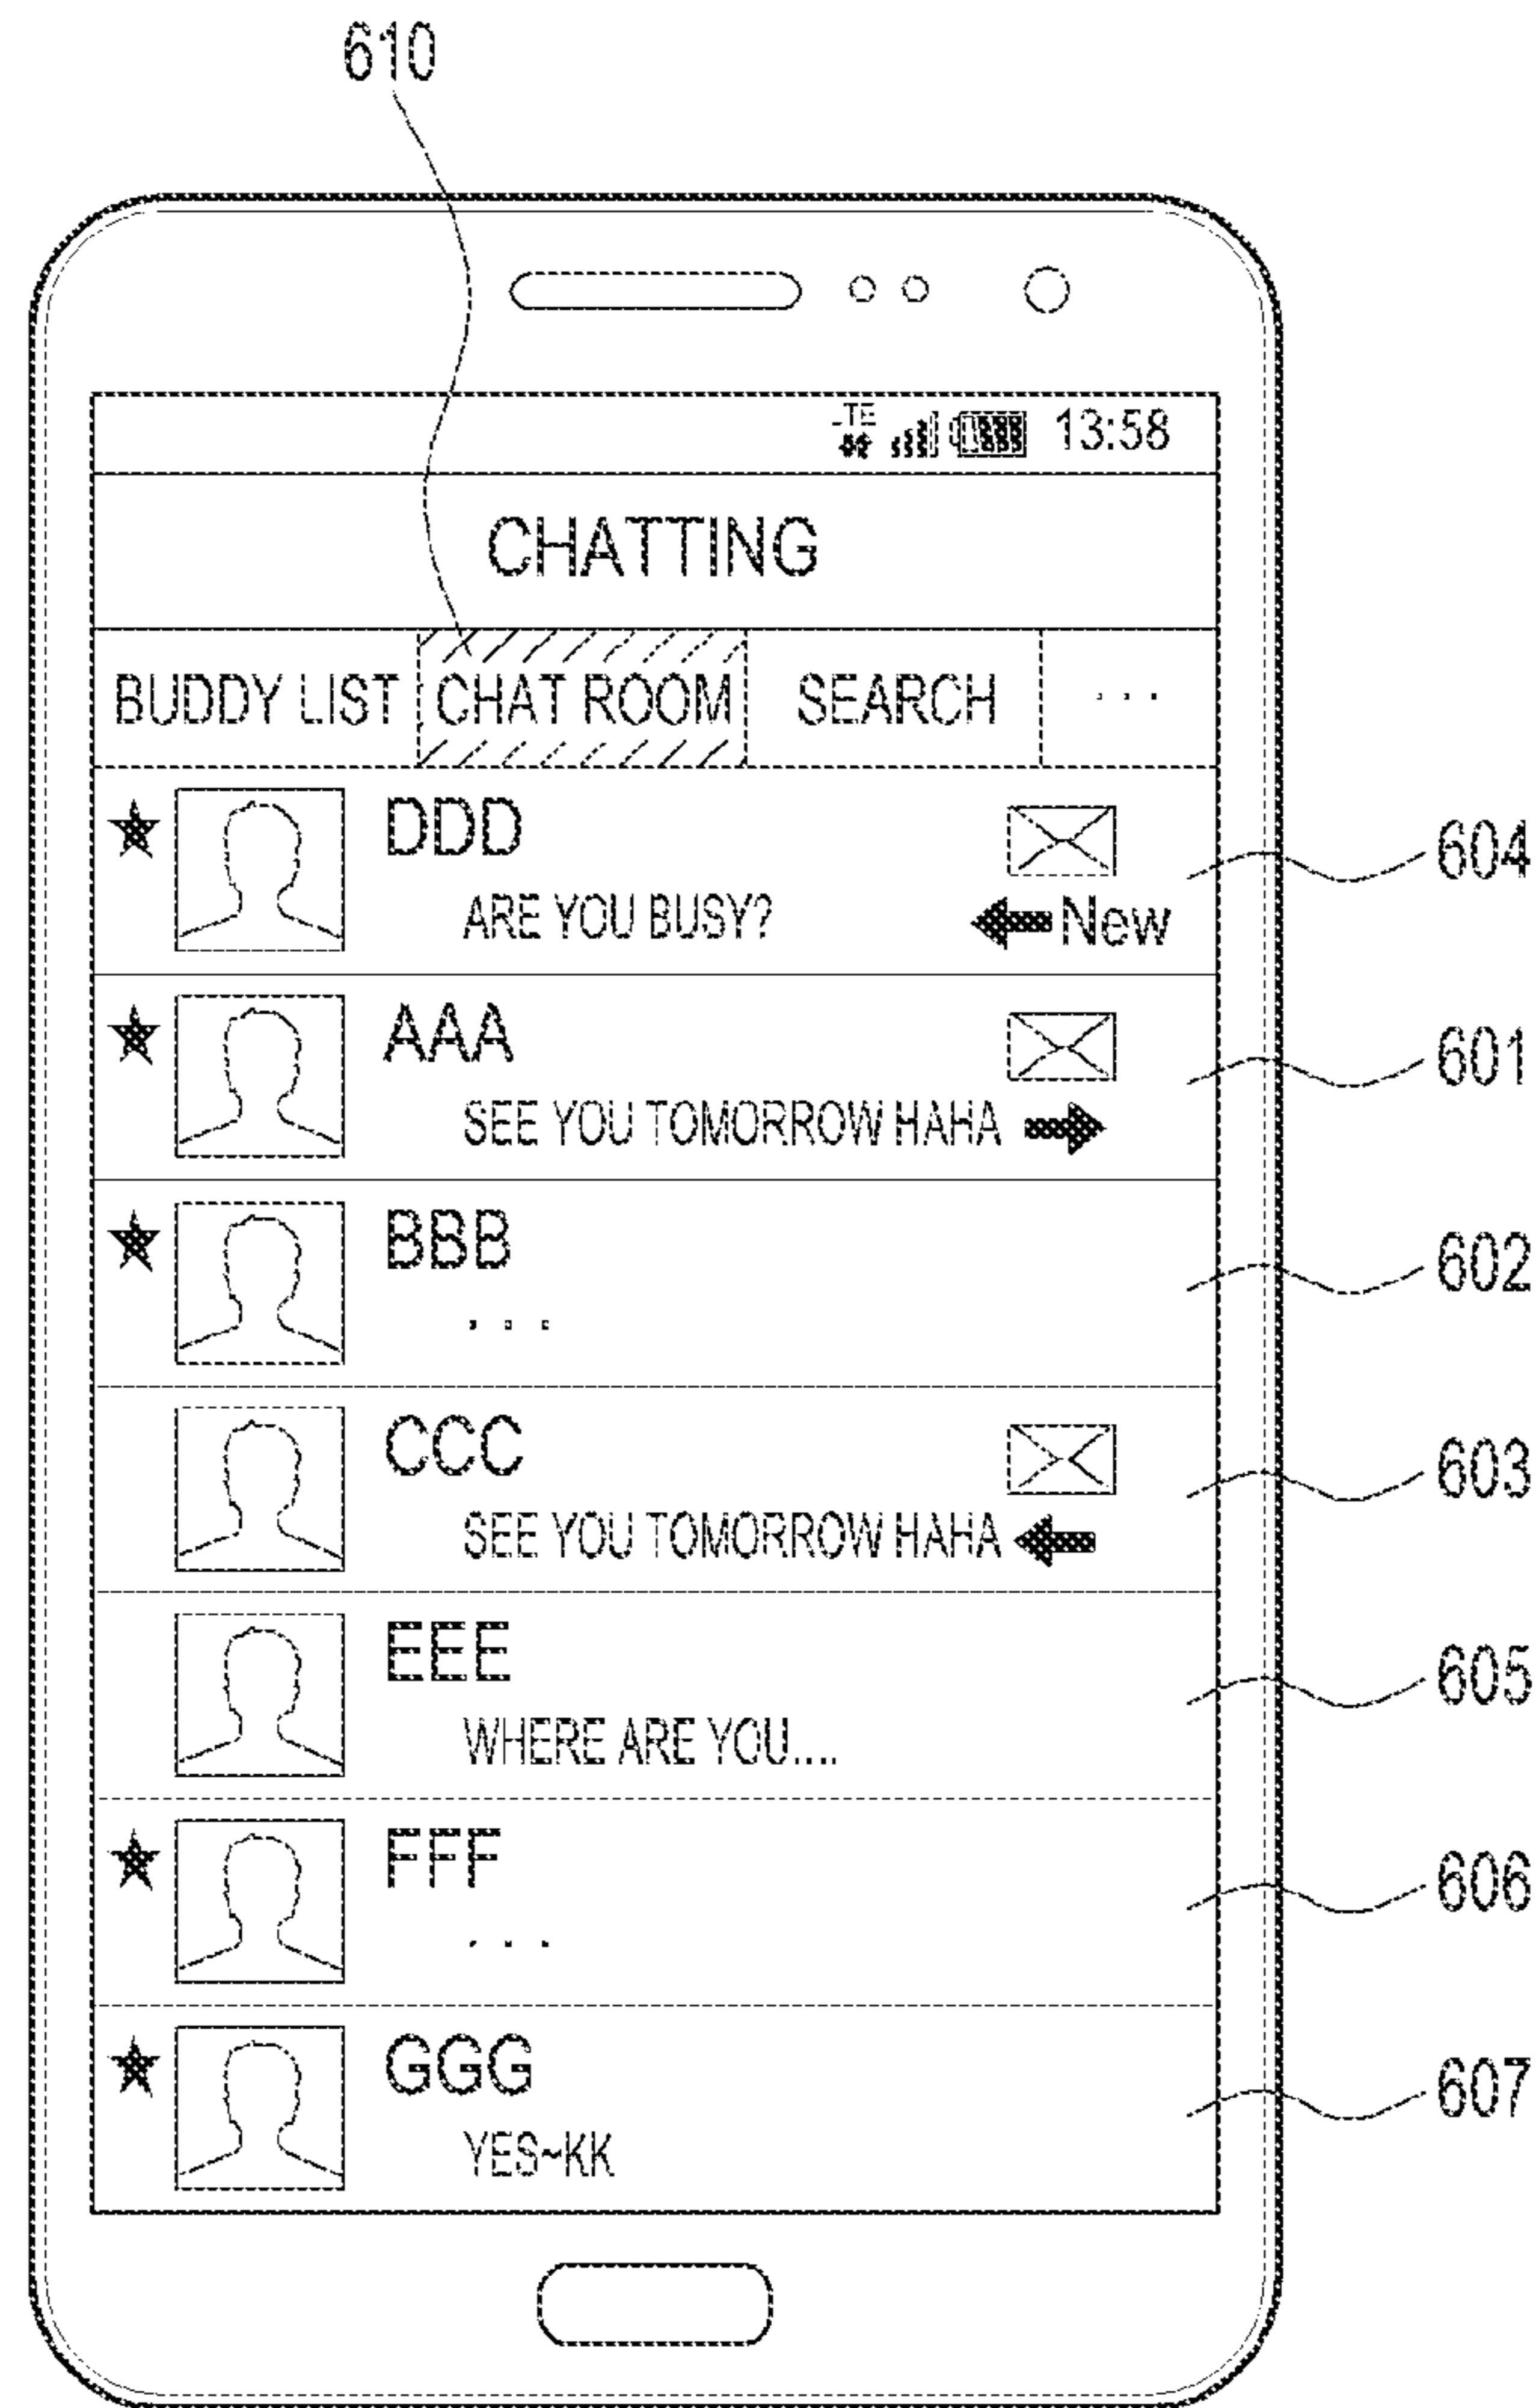 610
LTE 13:58
CHATTING
BUDDY LIST CHAT ROOM SEARCH ...
DDD
604
ARE YOU BUSY? New
AAA
601
SEE YOU TOMORROW HAHA
BBB
602
...
CCC
603
SEE YOU TOMORROW HAHA
EEE
605
WHERE ARE YOU....
FFF
606
...
GGG
607
YES~KK